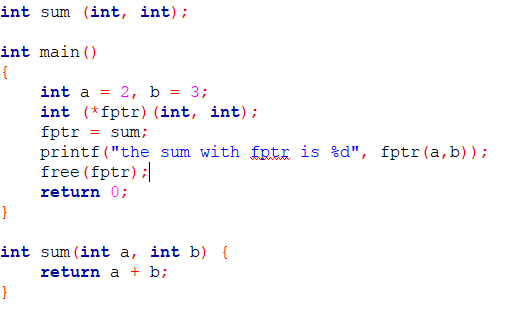 int sum (int, int);
int main()
{
int a = 2, b = 3;
int (*fptr)(int, int);
fptr = sum;
printf("the sum with fptr is %d", fptr(a,b));
free(fptr);
return 0;
}
int sum(int a, int b) {
return a + b;
}